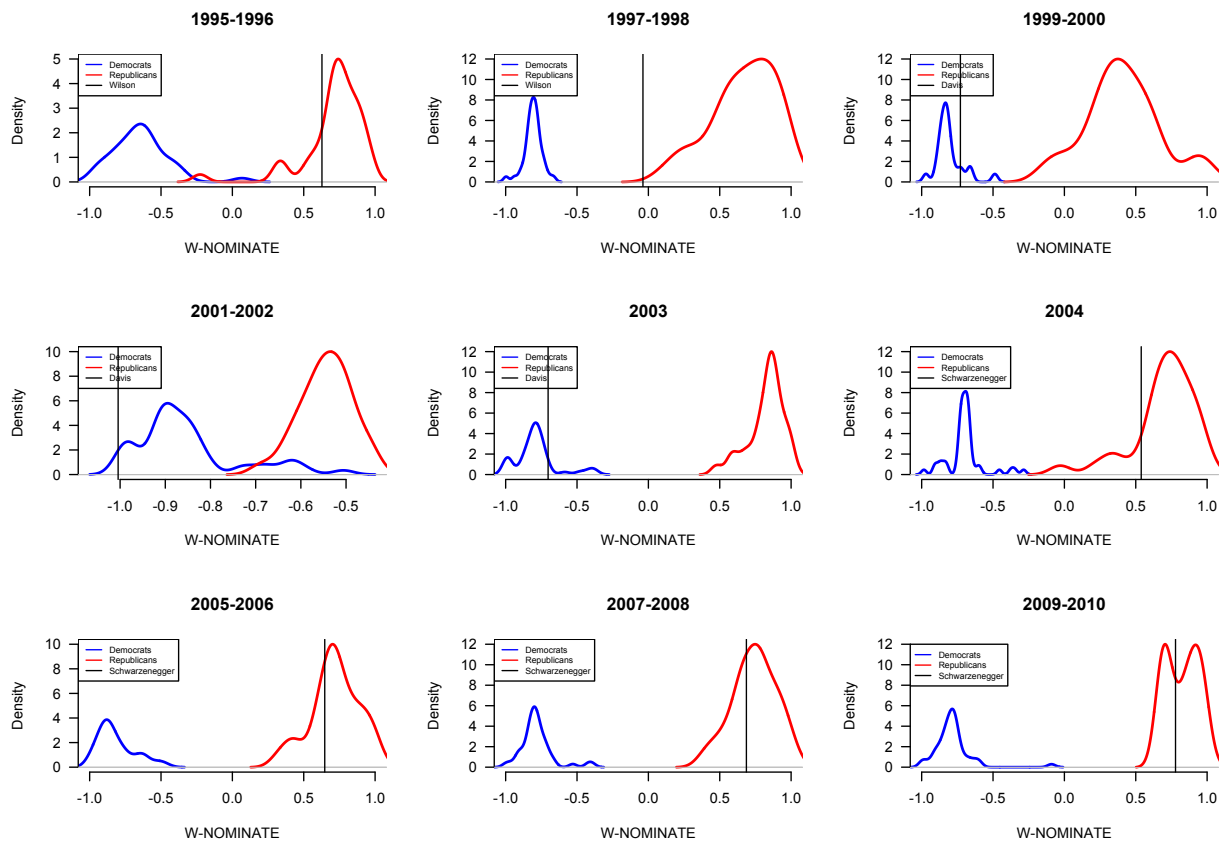 1995-1996
5
4
3
2
1
0
Density
Democrats
Republicans
Wilson
-1.0 -0.5 0.0 0.5 1.0
W-NOMINATE
1997-1998
12
10
8
6
4
2
0
Density
Democrats
Republicans
Wilson
-1.0 -0.5 0.0 0.5 1.0
W-NOMINATE
1999-2000
12
10
8
6
4
2
0
Density
Democrats
Republicans
Davis
-1.0 -0.5 0.0 0.5 1.0
W-NOMINATE
2001-2002
10
8
6
4
2
0
Density
Democrats
Republicans
Davis
-1.0 -0.9 -0.8 -0.7 -0.6 -0.5
W-NOMINATE
2003
12
10
8
6
4
2
0
Density
Democrats
Republicans
Davis
-1.0 -0.5 0.0 0.5 1.0
W-NOMINATE
2004
12
10
8
6
4
2
0
Density
Democrats
Republicans
Schwarzenegger
-1.0 -0.5 0.0 0.5 1.0
W-NOMINATE
2005-2006
10
8
6
4
2
0
Density
Democrats
Republicans
Schwarzenegger
-1.0 -0.5 0.0 0.5 1.0
W-NOMINATE
2007-2008
12
10
8
6
4
2
0
Density
Democrats
Republicans
Schwarzenegger
-1.0 -0.5 0.0 0.5 1.0
W-NOMINATE
2009-2010
12
10
8
6
4
2
0
Density
Democrats
Republicans
Schwarzenegger
-1.0 -0.5 0.0 0.5 1.0
W-NOMINATE